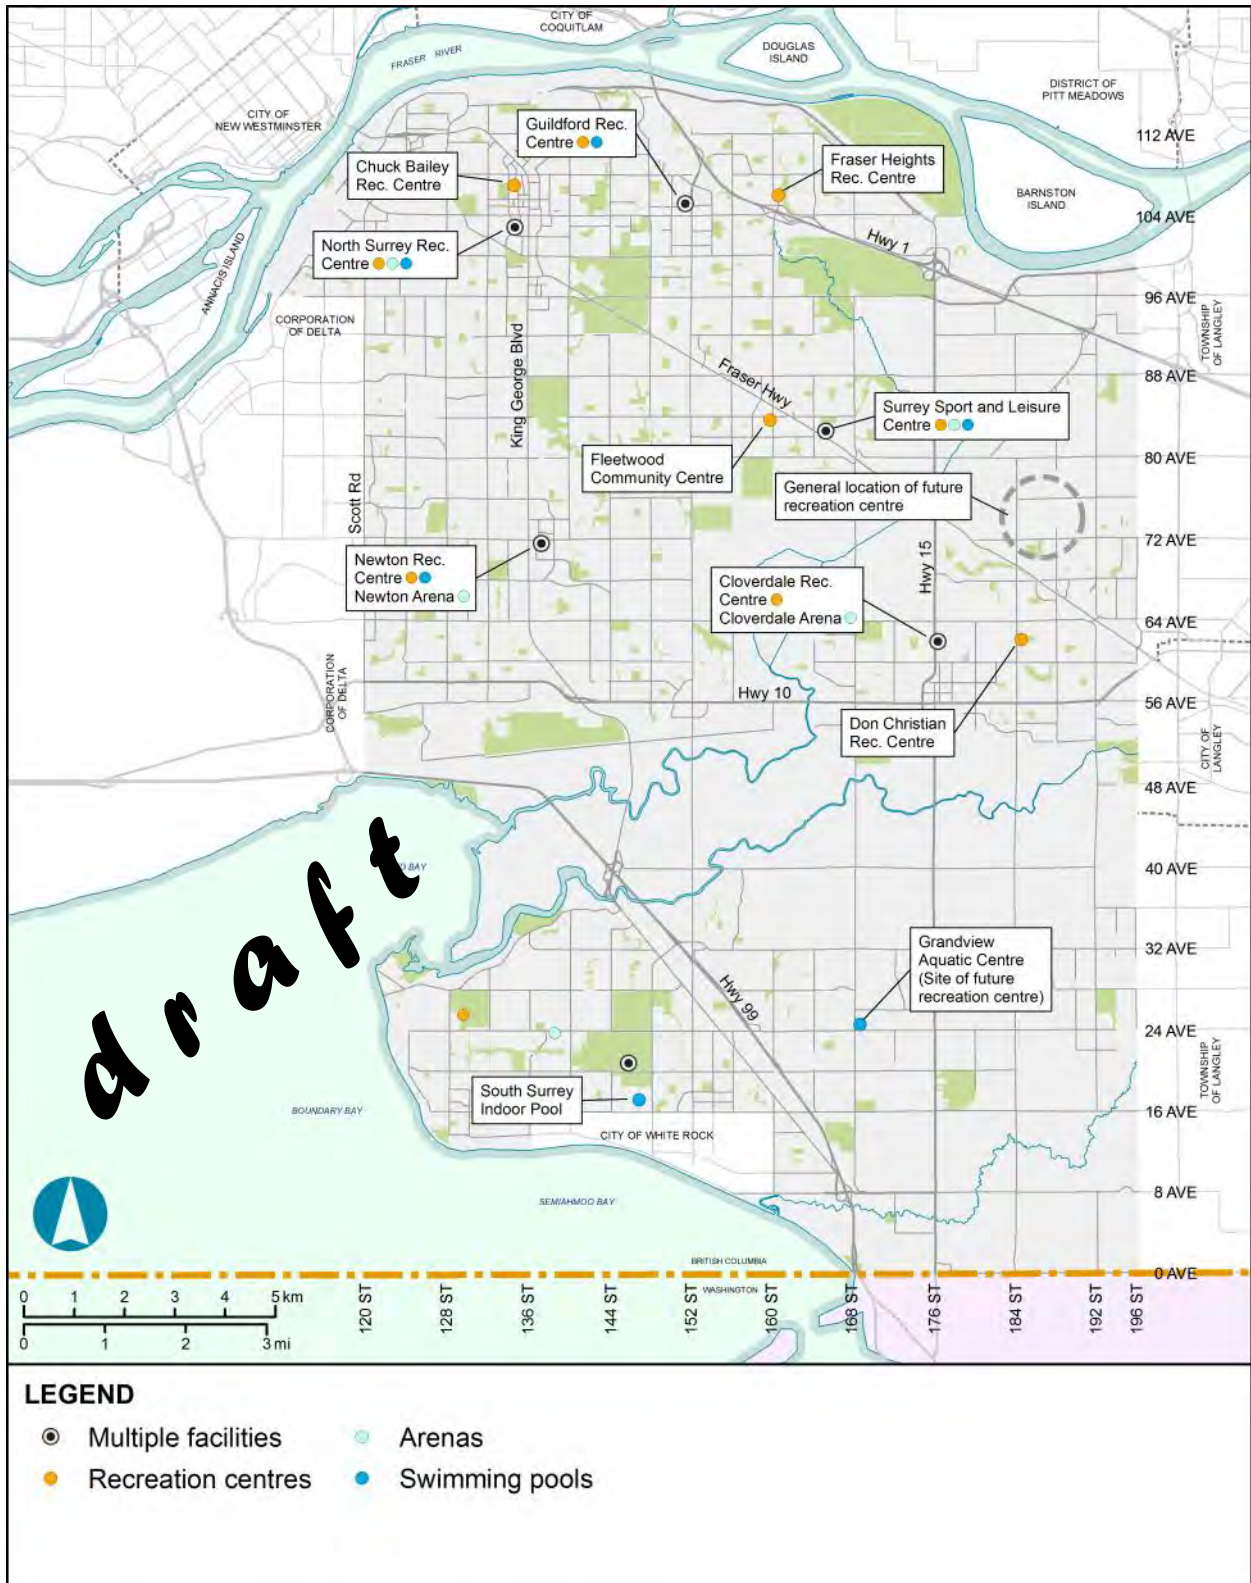 CITY OF
COQUITLAM
FRASER RIVER
DOUGLAS
ISLAND
DISTRICT OF
PITT MEADOWS
CITY OF
NEW WESTMINSTER
Guildford Rec.
Centre
112 AVE
Chuck Bailey
Rec. Centre
Fraser Heights
Rec. Centre
BARNSTON
ISLAND
104 AVE
North Surrey Rec.
Centre
Hwy 1
ANNACIS ISLAND
96 AVE
CORPORATION
OF DELTA
TOWNSHIP
OF LANGLEY
King George Blvd
Fraser Hwy
88 AVE
Surrey Sport and Leisure
Centre
Fleetwood
Community Centre
80 AVE
General location of future
recreation centre
Scott Rd
72 AVE
Newton Rec.
Centre
Newton Arena
Hwy 15
Cloverdale Rec.
Centre
Cloverdale Arena
64 AVE
CORPORATION
OF DELTA
Hwy 10
56 AVE
Don Christian
Rec. Centre
CITY OF
LANGLEY
48 AVE
draft
BAY
40 AVE
Grandview
Aquatic Centre
(Site of future
recreation centre)
32 AVE
Hwy 99
24 AVE
TOWNSHIP
OF LANGLEY
South Surrey
Indoor Pool
BOUNDARY BAY
16 AVE
CITY OF WHITE ROCK
SEMIAHMOO BAY
8 AVE
BRITISH COLUMBIA
0 AVE
WASHINGTON
0 1 2 3 4 5 km
0 1 2 3 mi
120 ST
128 ST
136 ST
144 ST
152 ST
160 ST
168 ST
176 ST
184 ST
192 ST
196 ST
LEGEND
Multiple facilities
Arenas
Recreation centres
Swimming pools